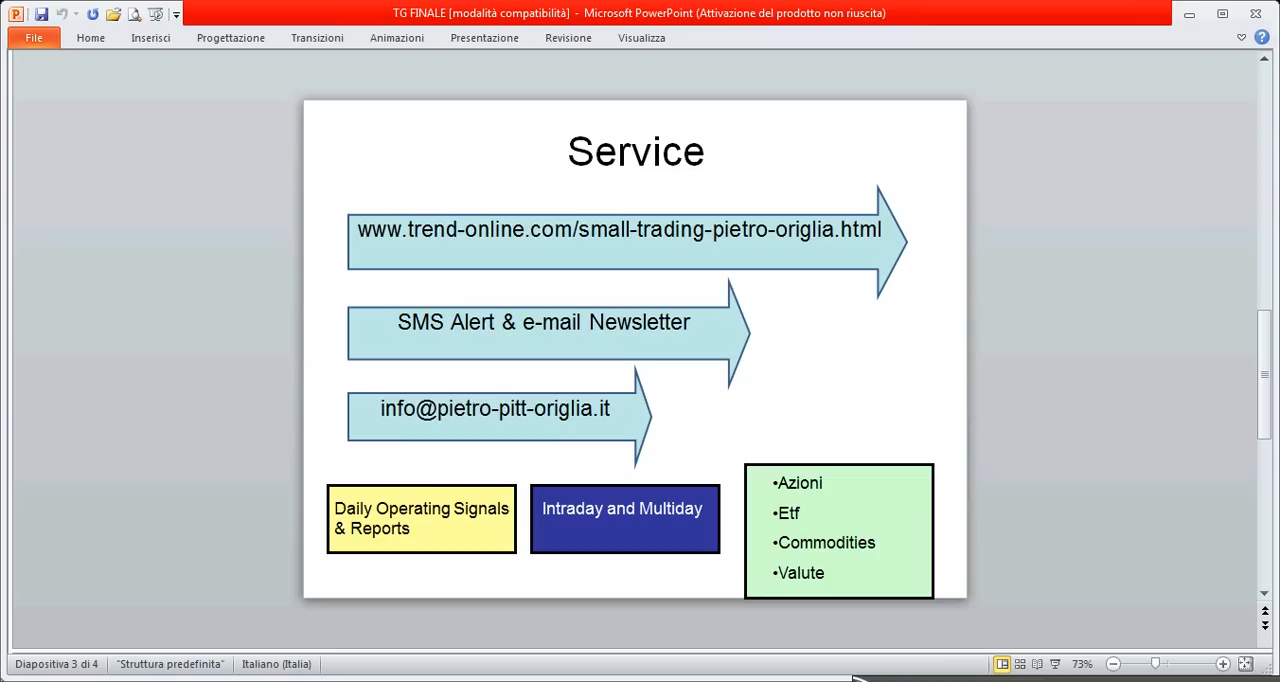 TG FINALE [modalità compatibilità] - Microsoft PowerPoint (Attivazione del prodotto non riuscita)
File Home Inserisci Progettazione Transizioni Animazioni Presentazione Revisione Visualizza
Service
www.trend-online.com/small-trading-pietro-origlia.html
SMS Alert & e-mail Newsletter
info@pietro-pitt-origlia.it
Daily Operating Signals
& Reports
Intraday and Multiday
•Azioni
•Etf
•Commodities
•Valute
Diapositiva 3 di 4 "Struttura predefinita" Italiano (Italia) 73%